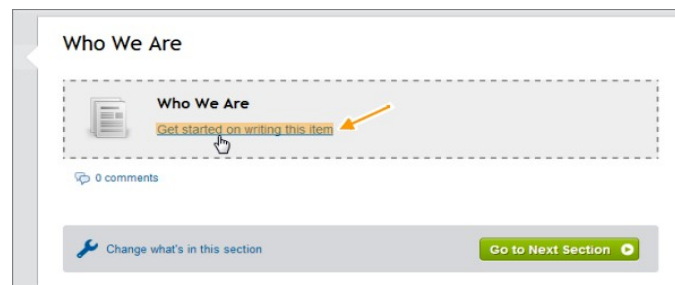 Who We Are
Who We Are
Get started on writing this item
0 comments
Change what's in this section
Go to Next Section